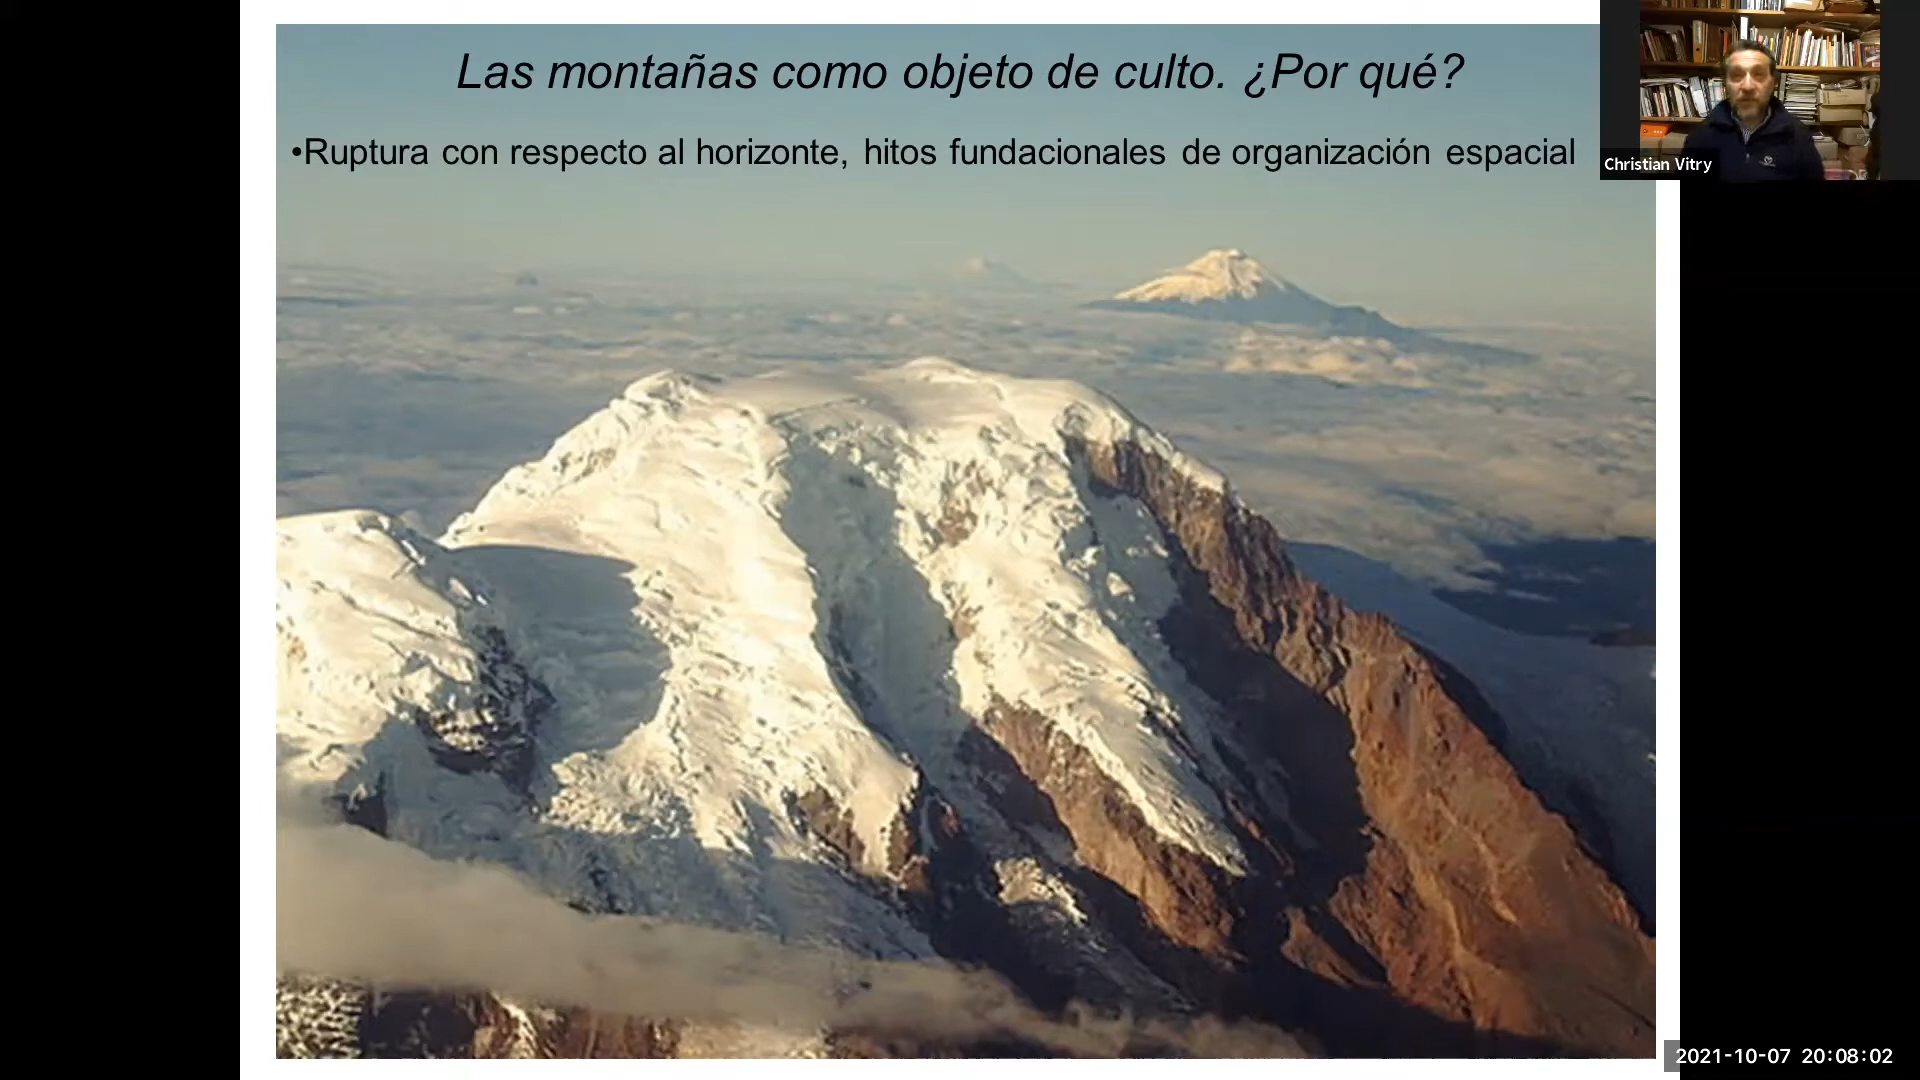 Las montañas como objeto de culto. ¿Por qué?
•Ruptura con respecto al horizonte, hitos fundacionales de organización espacial
Christian Vitry
2021-10-07 20:08:02